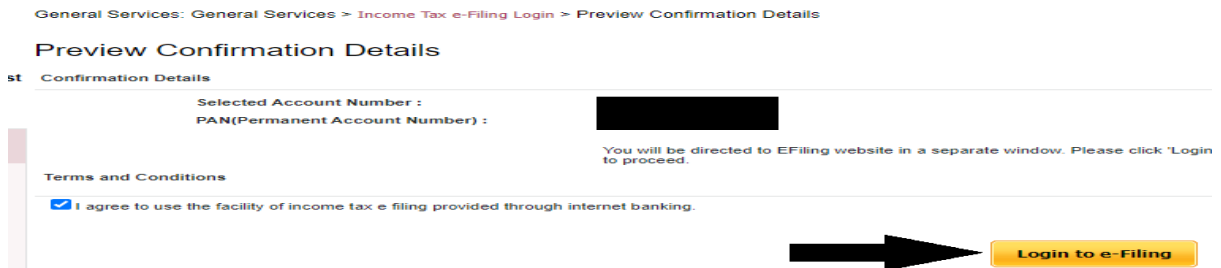 General Services: General Services > Income Tax e-Filing Login > Preview Confirmation Details
Preview Confirmation Details
st Confirmation Details
Selected Account Number :
PAN(Permanent Account Number) :
You will be directed to EFiling website in a separate window. Please click 'Login
to proceed.
Terms and Conditions
I agree to use the facility of income tax e filing provided through internet banking.
Login to e-Filing